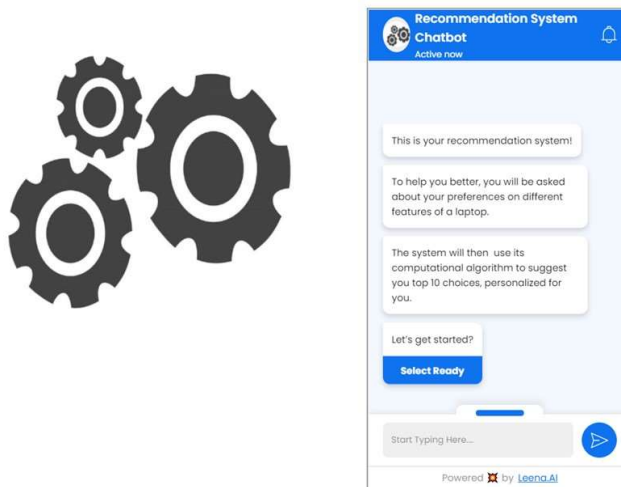 Recommendation System
Chatbot
Active now
This is your recommendation system!
To help you better, you will be asked
about your preferences on different
features of a laptop.
The system will then use its
computational algorithm to suggest
you top 10 choices, personalized for
you.
Let's get started?
Select Ready
Start Typing Here....
Powered by Leena.AI